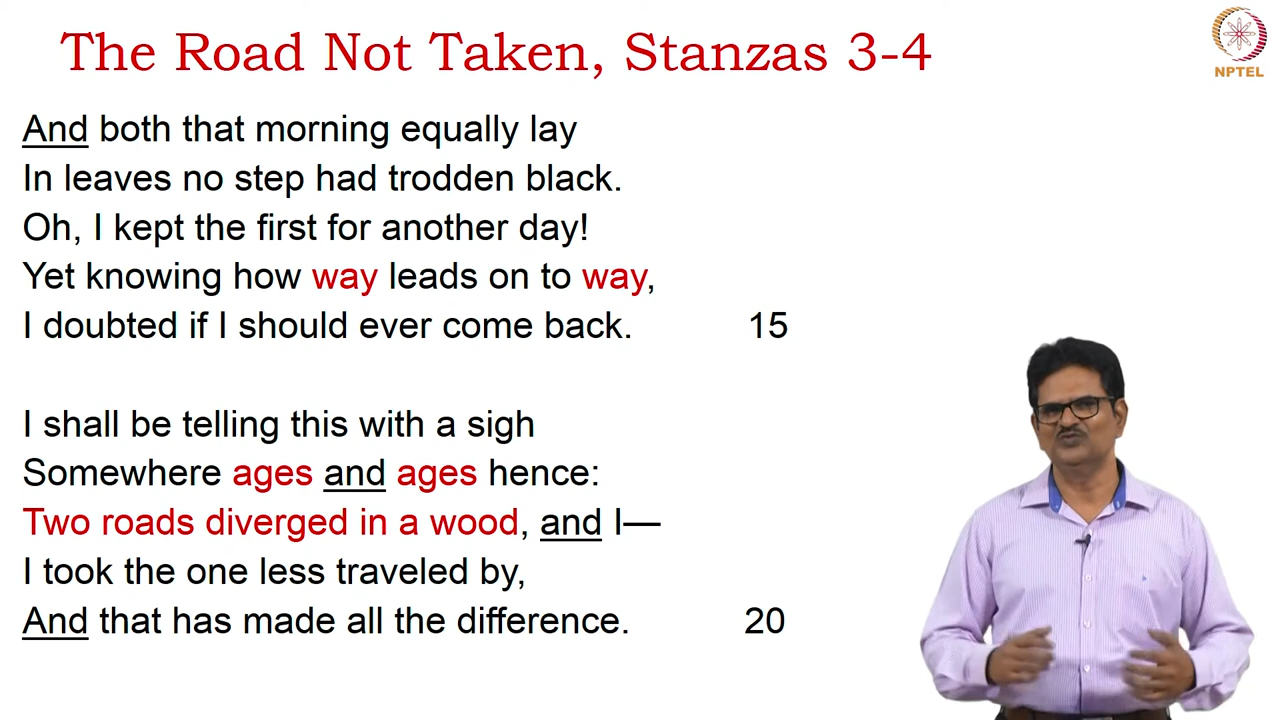 The Road Not Taken, Stanzas 3-4
NPTEL
And both that morning equally lay
In leaves no step had trodden black.
Oh, I kept the first for another day!
Yet knowing how way leads on to way,
I doubted if I should ever come back. 15
I shall be telling this with a sigh
Somewhere ages and ages hence:
Two roads diverged in a wood, and I—
I took the one less traveled by,
And that has made all the difference. 20